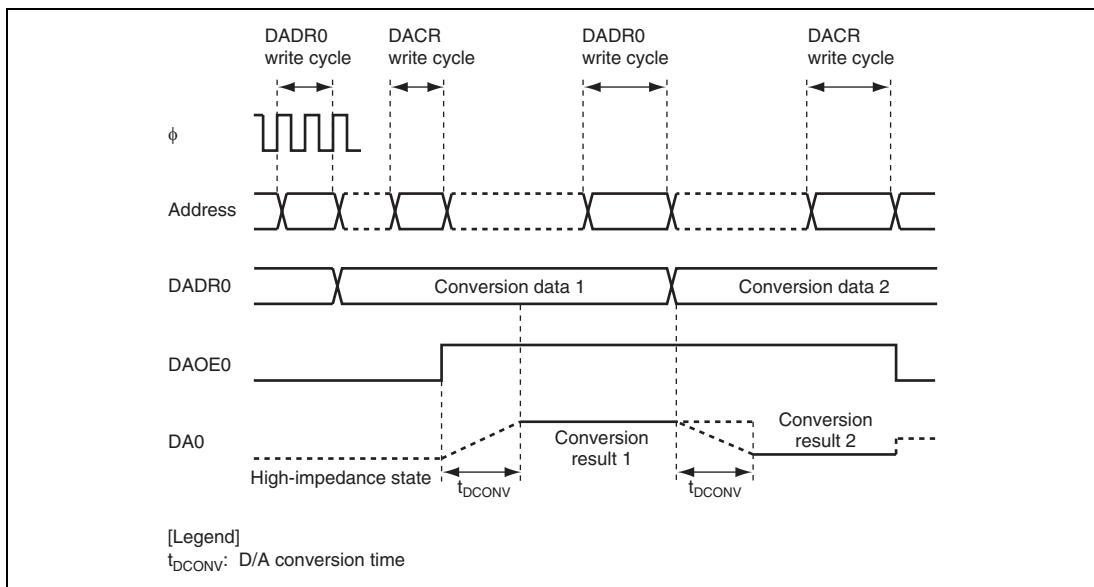 DADR0
write cycle
DACR
write cycle
DADR0
write cycle
DACR
write cycle
ϕ
Address
DADR0
Conversion data 1
Conversion data 2
DAOE0
DA0
Conversion
result 1
Conversion
result 2
High-impedance state
tDCONV
tDCONV
[Legend]
tDCONV: D/A conversion time